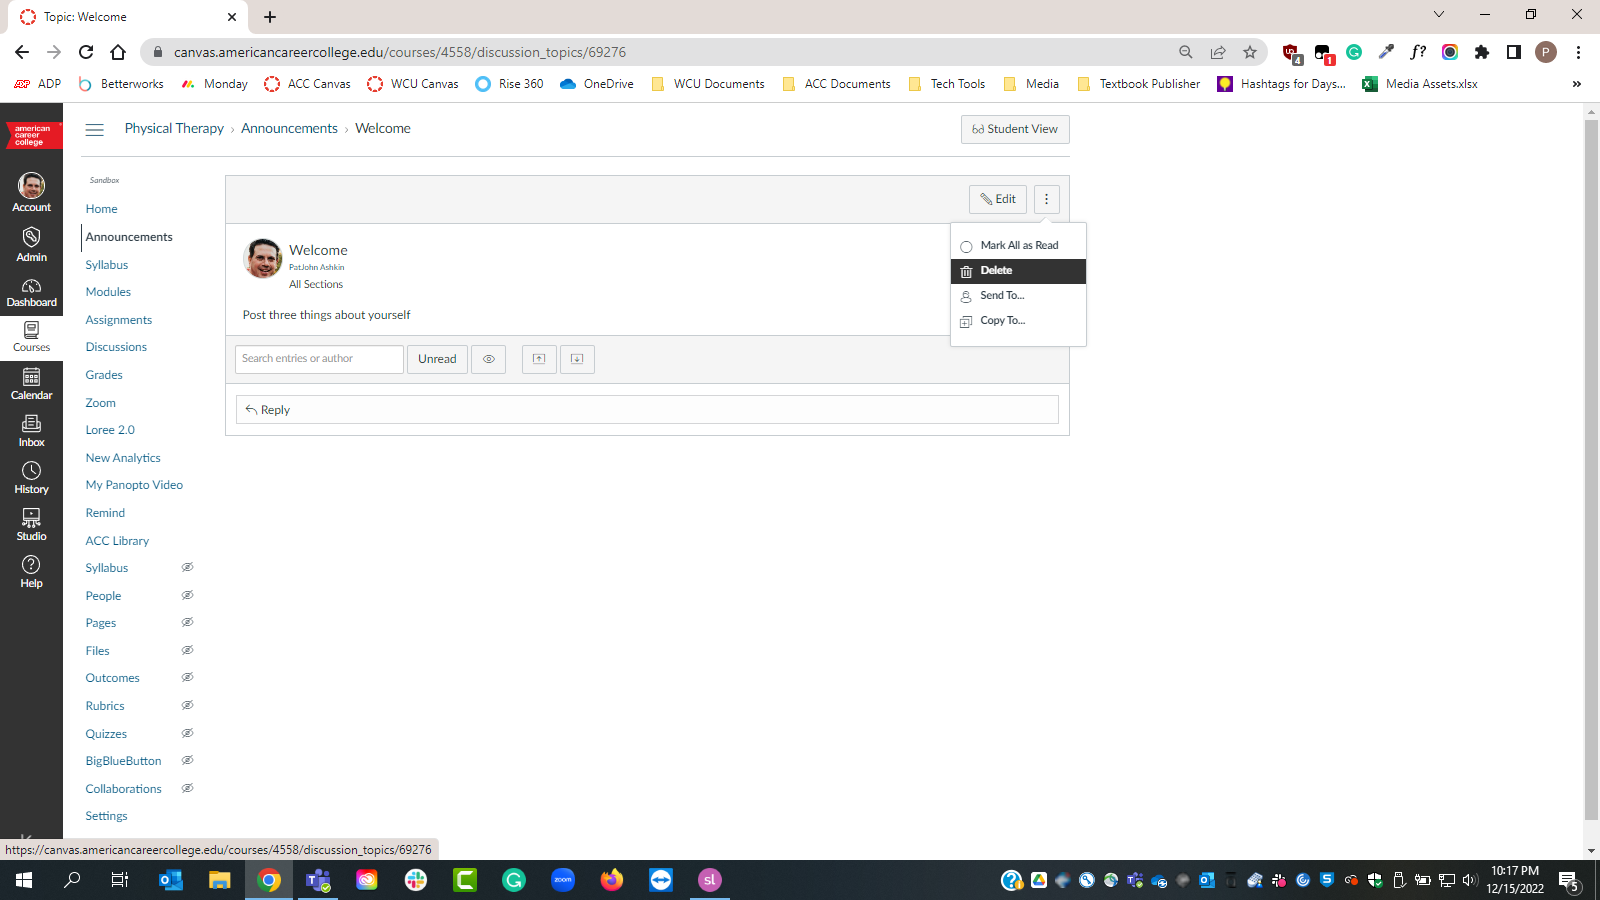 Topic: Welcome
canvas.americancareercollege.edu/courses/4558/discussion_topics/69276
4
1
f?
P
ADP
Betterworks
Monday
ACC Canvas
WCU Canvas
Rise 360
OneDrive
WCU Documents
ACC Documents
Tech Tools
Media
Textbook Publisher
Hashtags for Days...
Media Assets.xlsx
»
american
career
college
Account
Admin
Dashboard
Courses
Calendar
Inbox
History
Studio
Help
Physical Therapy › Announcements › Welcome
Student View
Sandbox
Home
Announcements
Syllabus
Modules
Assignments
Discussions
Grades
Zoom
Loree 2.0
New Analytics
My Panopto Video
Remind
ACC Library
Syllabus
People
Pages
Files
Outcomes
Rubrics
Quizzes
BigBlueButton
Collaborations
Settings
Edit
Mark All as Read
Delete
Send To...
Copy To...
Welcome
PatJohn Ashkin
All Sections
Post three things about yourself
Search entries or author
Unread
Reply
https://canvas.americancareercollege.edu/courses/4558/discussion_topics/69276
zoom
sl
10:17 PM
12/15/2022
5